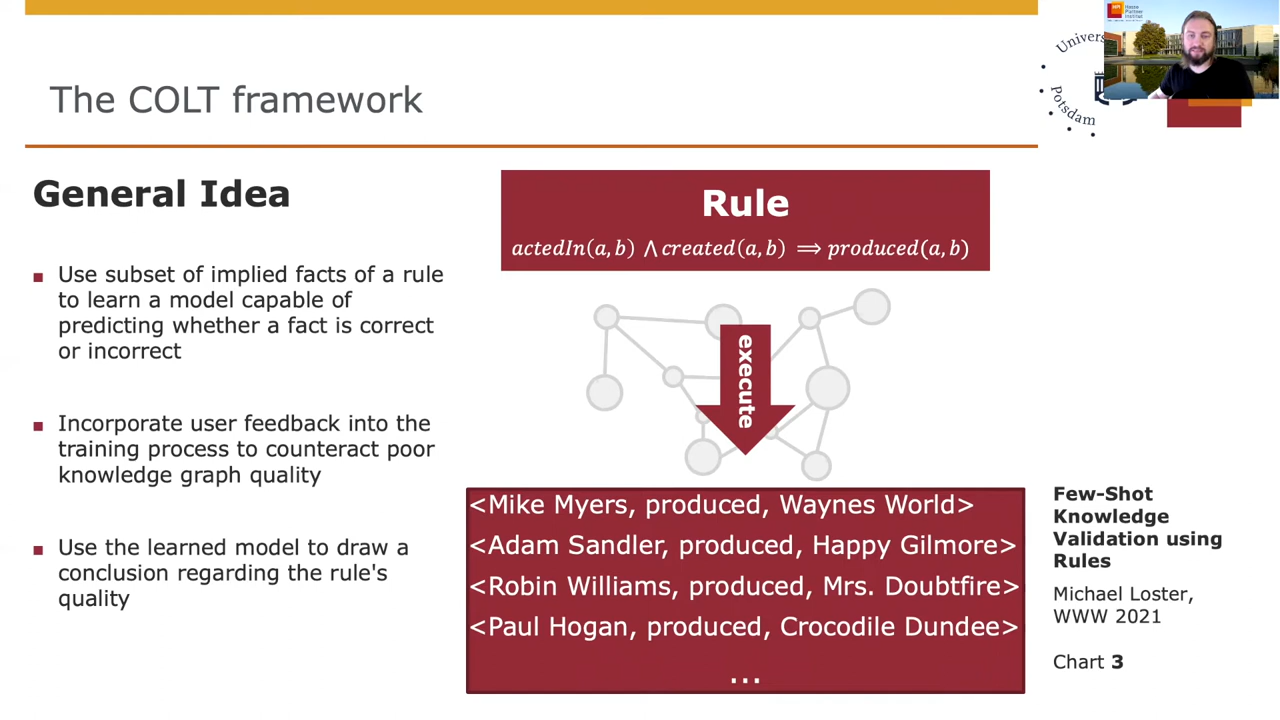 The COLT framework
General Idea
Use subset of implied facts of a rule
to learn a model capable of
predicting whether a fact is correct
or incorrect
Incorporate user feedback into the
training process to counteract poor
knowledge graph quality
Use the learned model to draw a
conclusion regarding the rule's
quality
Rule
actedIn(a, b) ∧ created(a, b) ⟹ produced(a, b)
execute
<Mike Myers, produced, Waynes World>
<Adam Sandler, produced, Happy Gilmore>
<Robin Williams, produced, Mrs. Doubtfire>
<Paul Hogan, produced, Crocodile Dundee>
...
Hasso
Plattner
Institut
Potsdam
Few-Shot
Knowledge
Validation using
Rules
Michael Loster,
WWW 2021
Chart 3